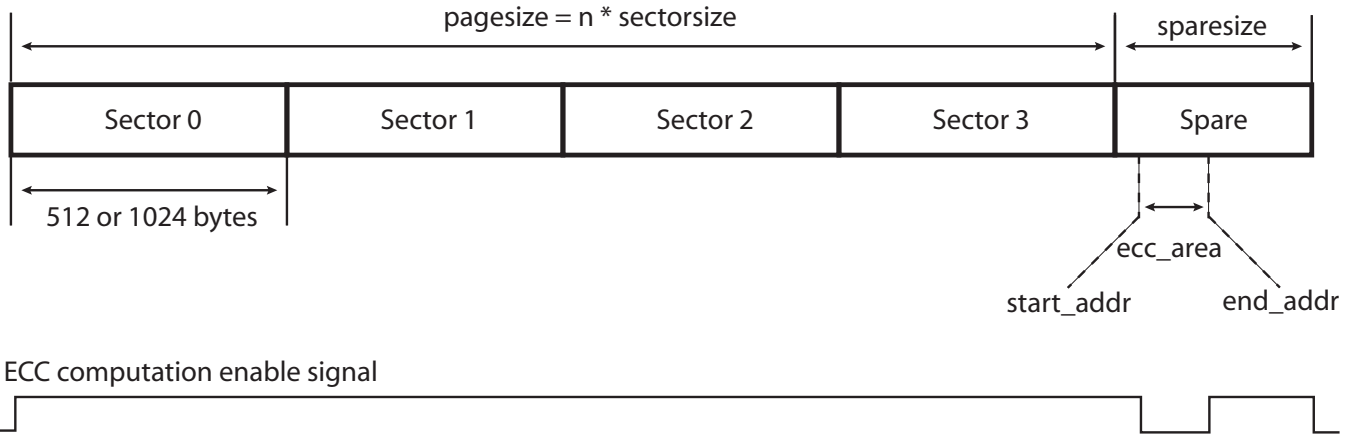 pagesize = n * sectorsize
sparesize
Sector 0
Sector 1
Sector 2
Sector 3
Spare
512 or 1024 bytes
ecc_area
start_addr
end_addr
ECC computation enable signal